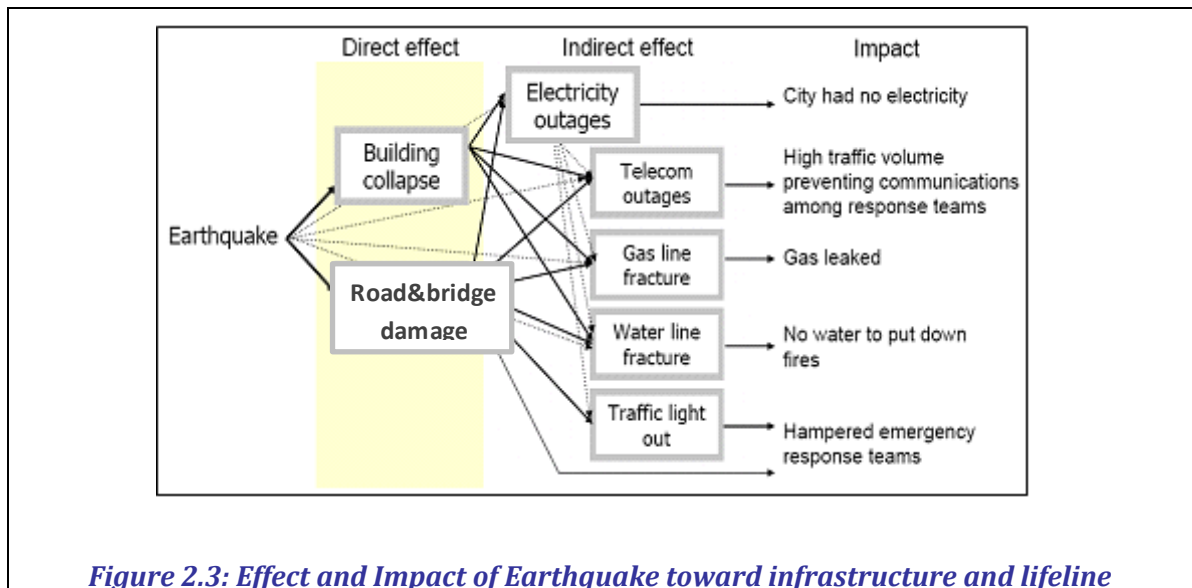 Direct effect
Indirect effect
Impact
Electricity
outages
City had no electricity
Building
collapse
Telecom
outages
High traffic volume
preventing communications
among response teams
Earthquake
Gas line
fracture
Gas leaked
Road&bridge
damage
Water line
fracture
No water to put down
fires
Traffic light
out
Hampered emergency
response teams
Figure 2.3: Effect and Impact of Earthquake toward infrastructure and lifeline